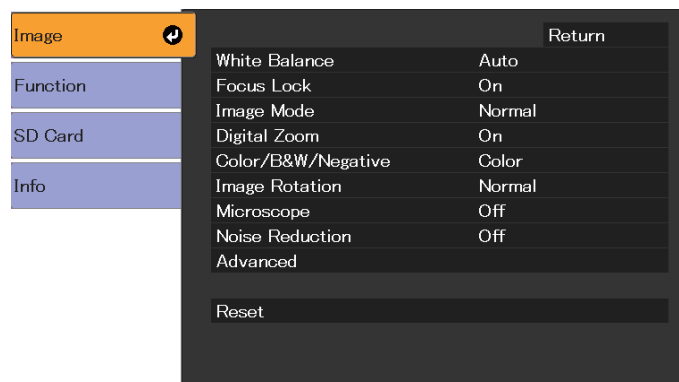 Image
Function
SD Card
Info
Return
White Balance Auto
Focus Lock On
Image Mode Normal
Digital Zoom On
Color/B&W/Negative Color
Image Rotation Normal
Microscope Off
Noise Reduction Off
Advanced
Reset